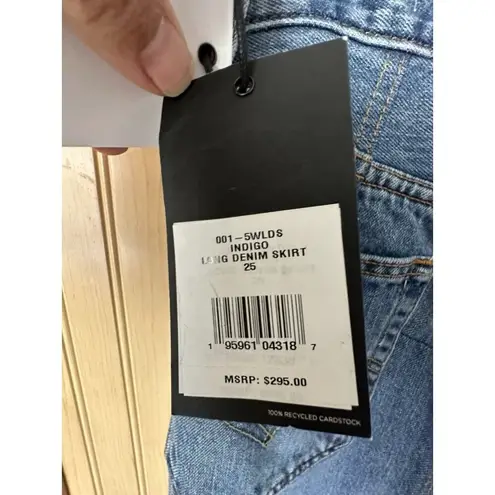 001-5WLDS
INDIGO
LONG DENIM SKIRT
25
1 95961 04318 7
MSRP: $295.00
100% RECYCLED CARDSTOCK